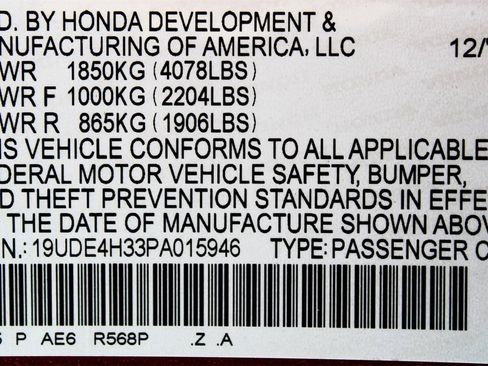 D. BY HONDA DEVELOPMENT &
NUFACTURING OF AMERICA, LLC 12/
WR 1850KG (4078LBS)
WR F 1000KG (2204LBS)
WR R 865KG (1906LBS)
IS VEHICLE CONFORMS TO ALL APPLICABLE
DERAL MOTOR VEHICLE SAFETY, BUMPER,
D THEFT PREVENTION STANDARDS IN EFFE
THE DATE OF MANUFACTURE SHOWN ABOV
N.: 19UDE4H33PA015946 TYPE: PASSENGER C
P AE6 R568P .Z .A